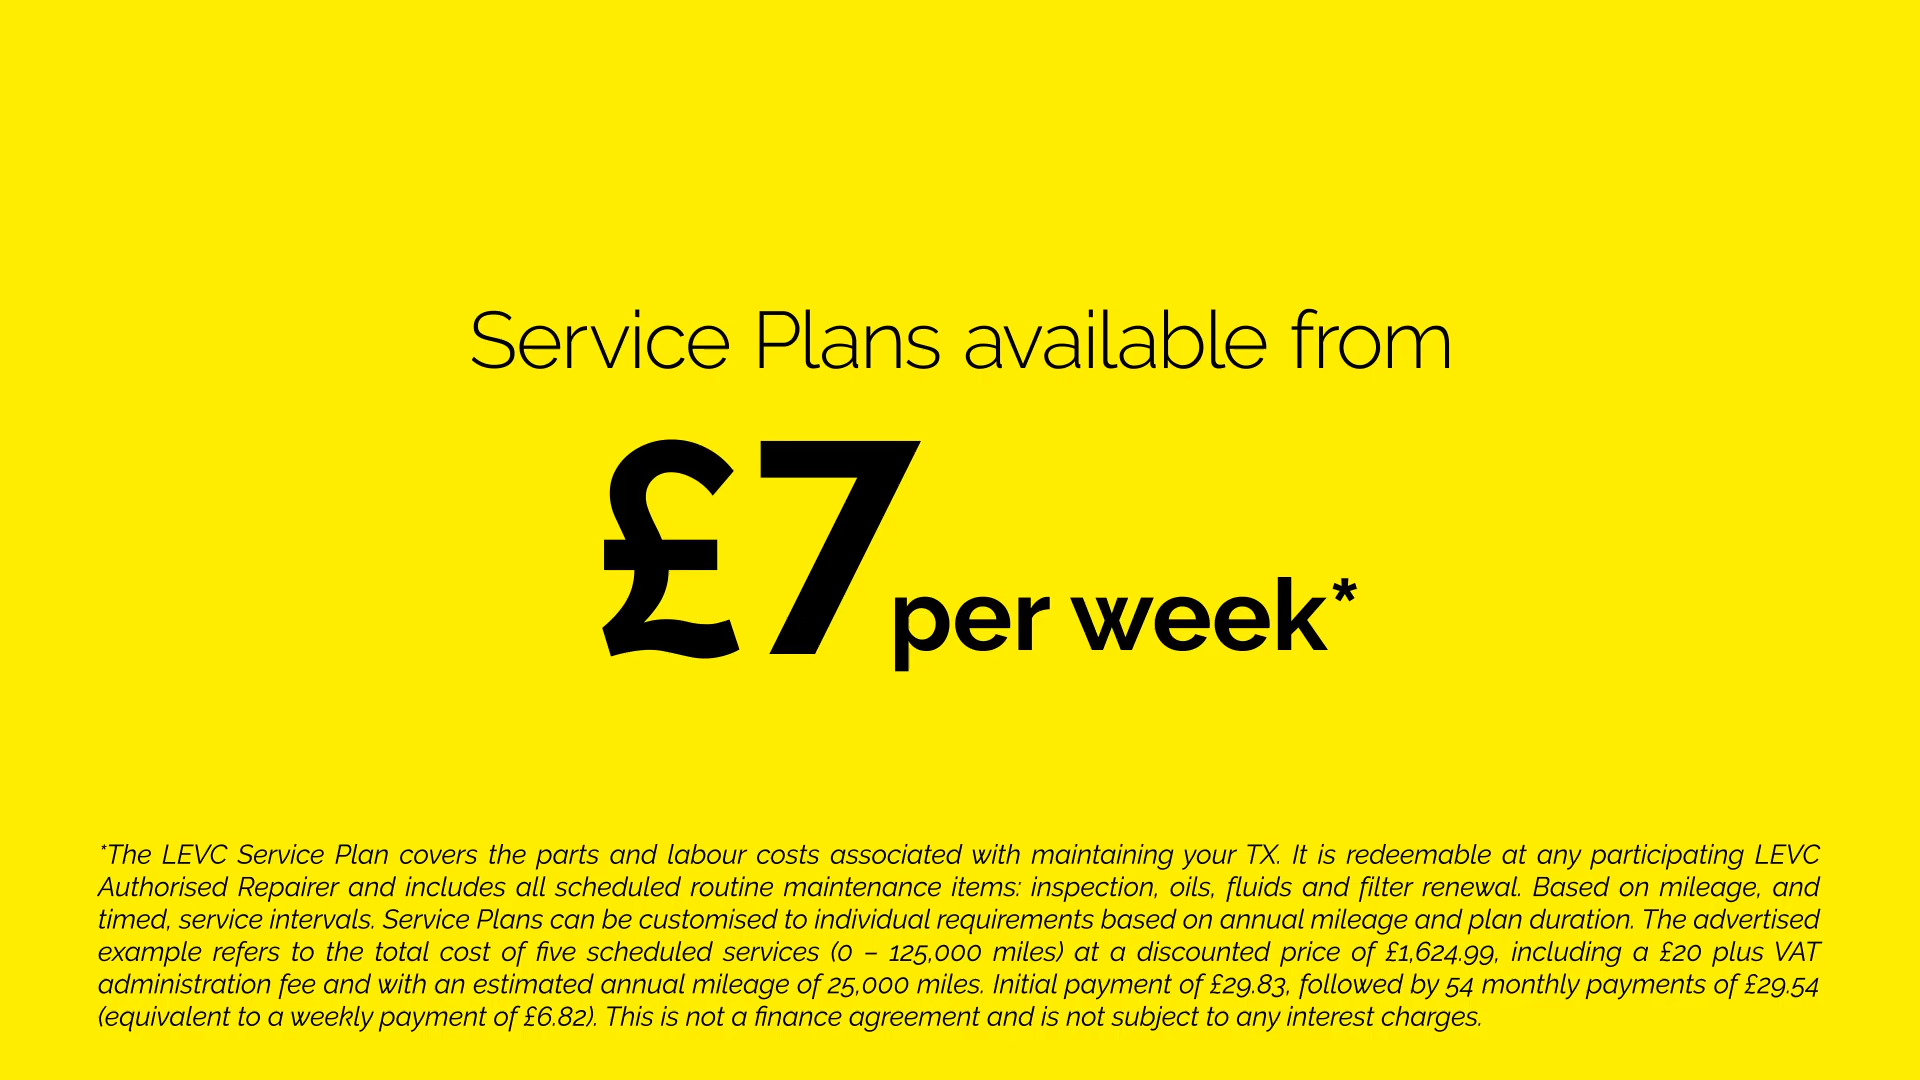 Service Plans available from
£7 per week*
*The LEVC Service Plan covers the parts and labour costs associated with maintaining your TX. It is redeemable at any participating LEVC
Authorised Repairer and includes all scheduled routine maintenance items: inspection, oils, fluids and filter renewal. Based on mileage, and
timed, service intervals. Service Plans can be customised to individual requirements based on annual mileage and plan duration. The advertised
example refers to the total cost of five scheduled services (0 – 125,000 miles) at a discounted price of £1,624.99, including a £20 plus VAT
administration fee and with an estimated annual mileage of 25,000 miles. Initial payment of £29.83, followed by 54 monthly payments of £29.54
(equivalent to a weekly payment of £6.82). This is not a finance agreement and is not subject to any interest charges.